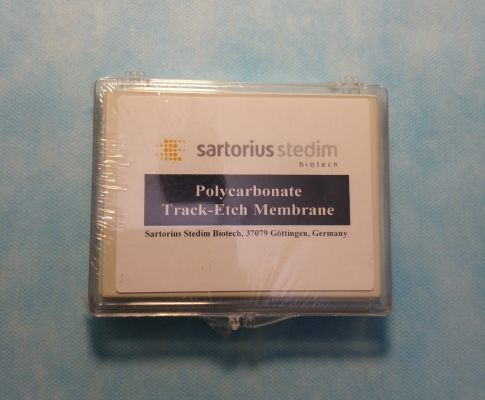 sartorius stedim
biotech
Polycarbonate
Track-Etch Membrane
Sartorius Stedim Biotech, 37079 Göttingen, Germany